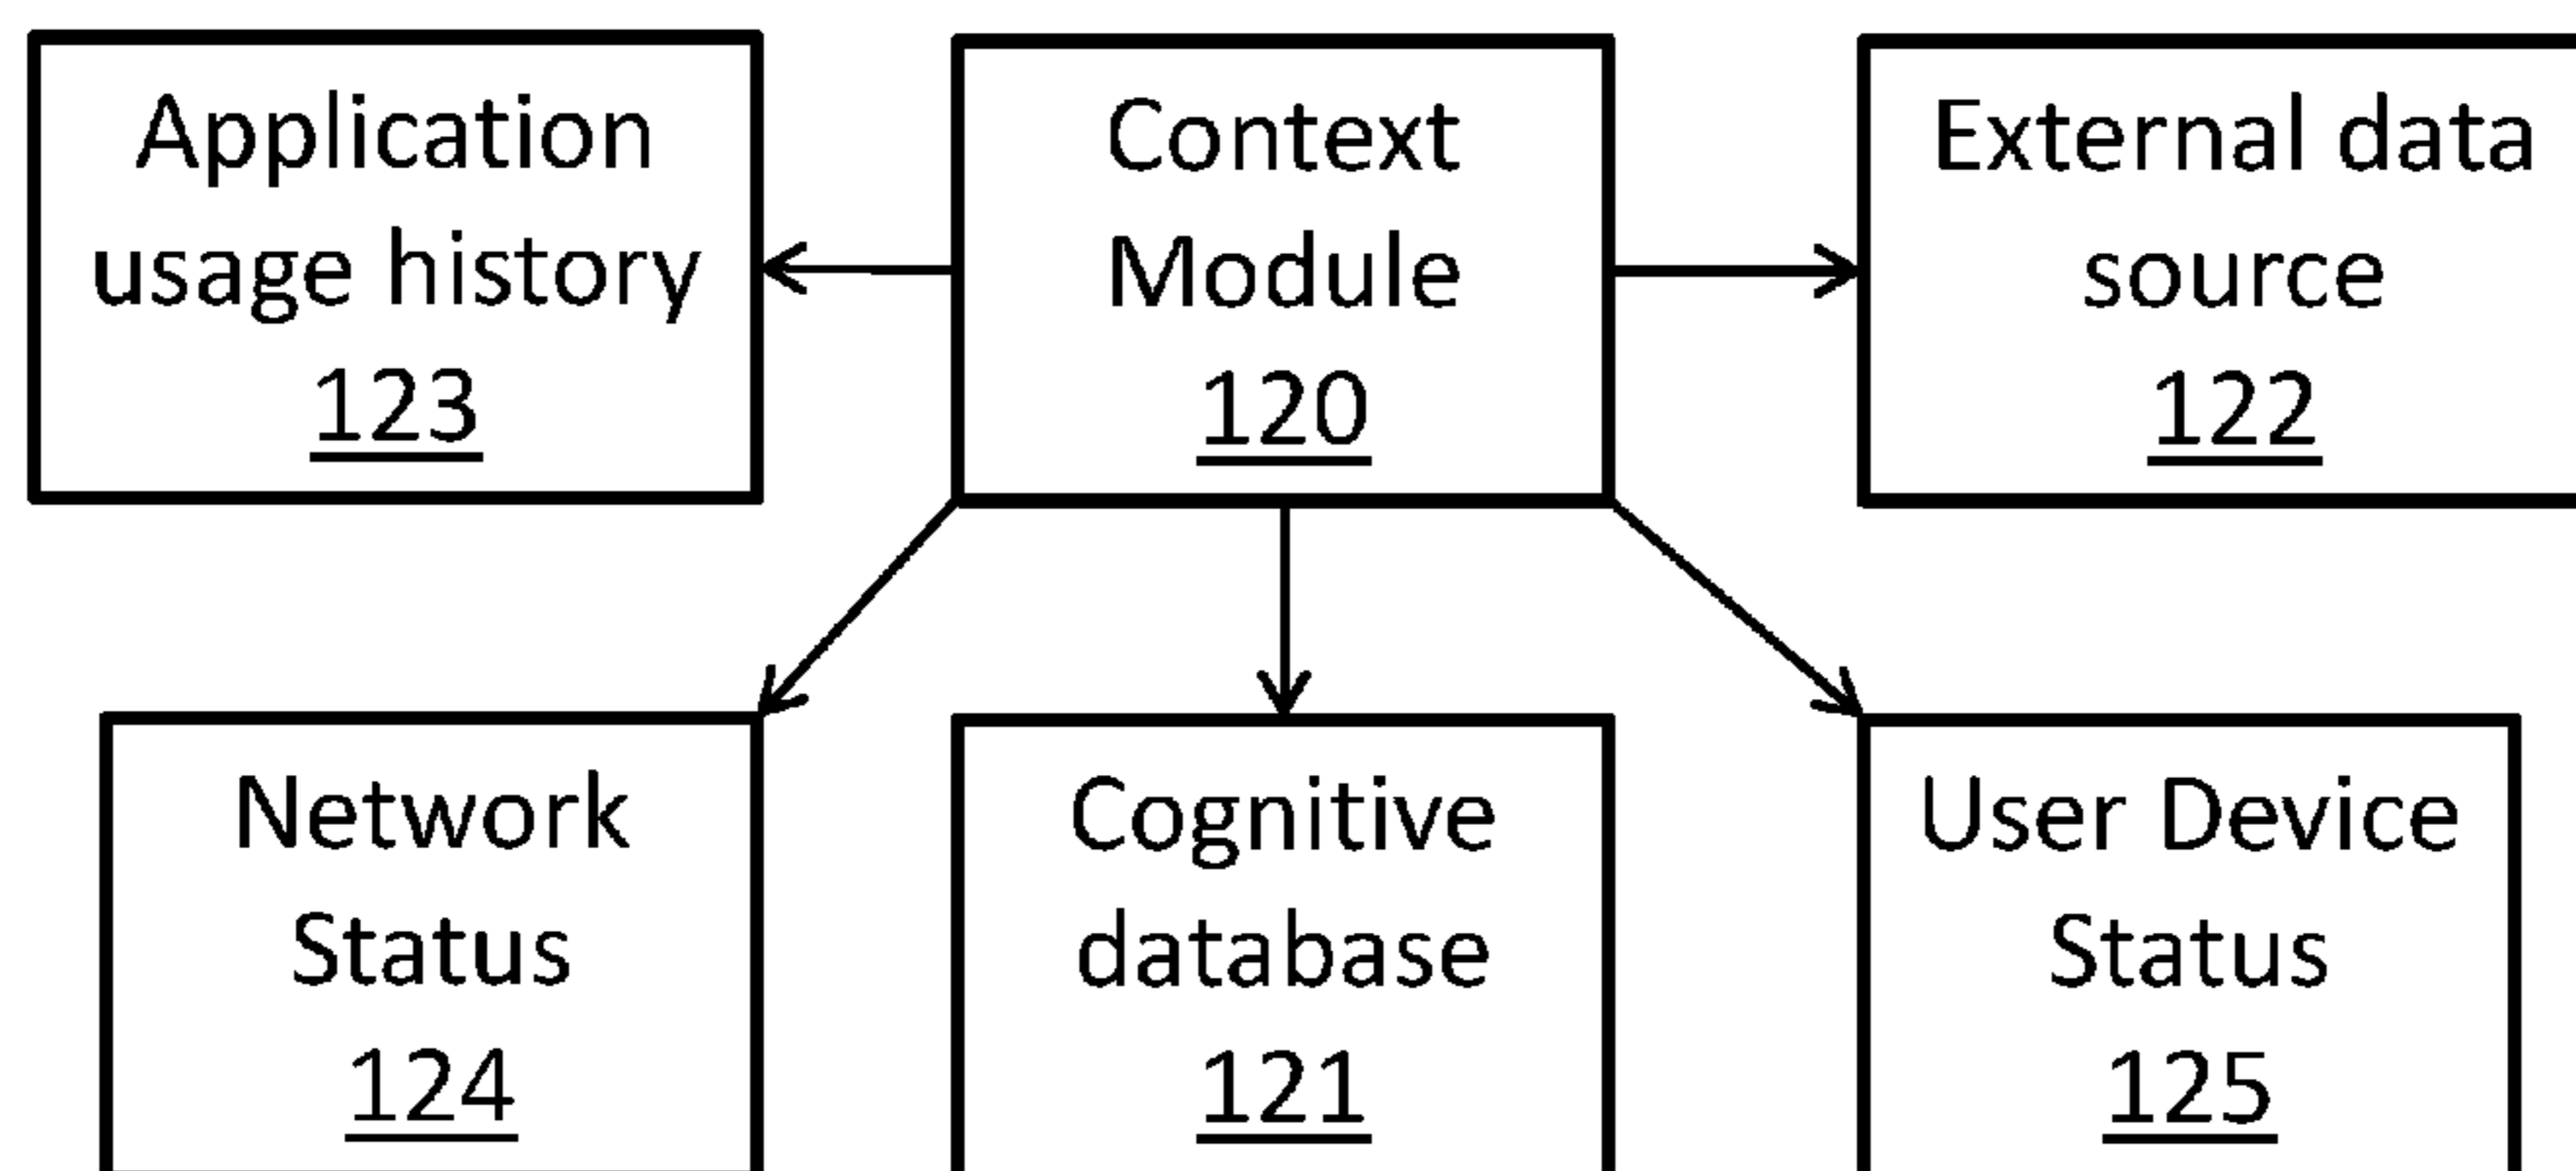 Application
usage history
123
Context
Module
120
External data
source
122
Network
Status
124
Cognitive
database
121
User Device
Status
125